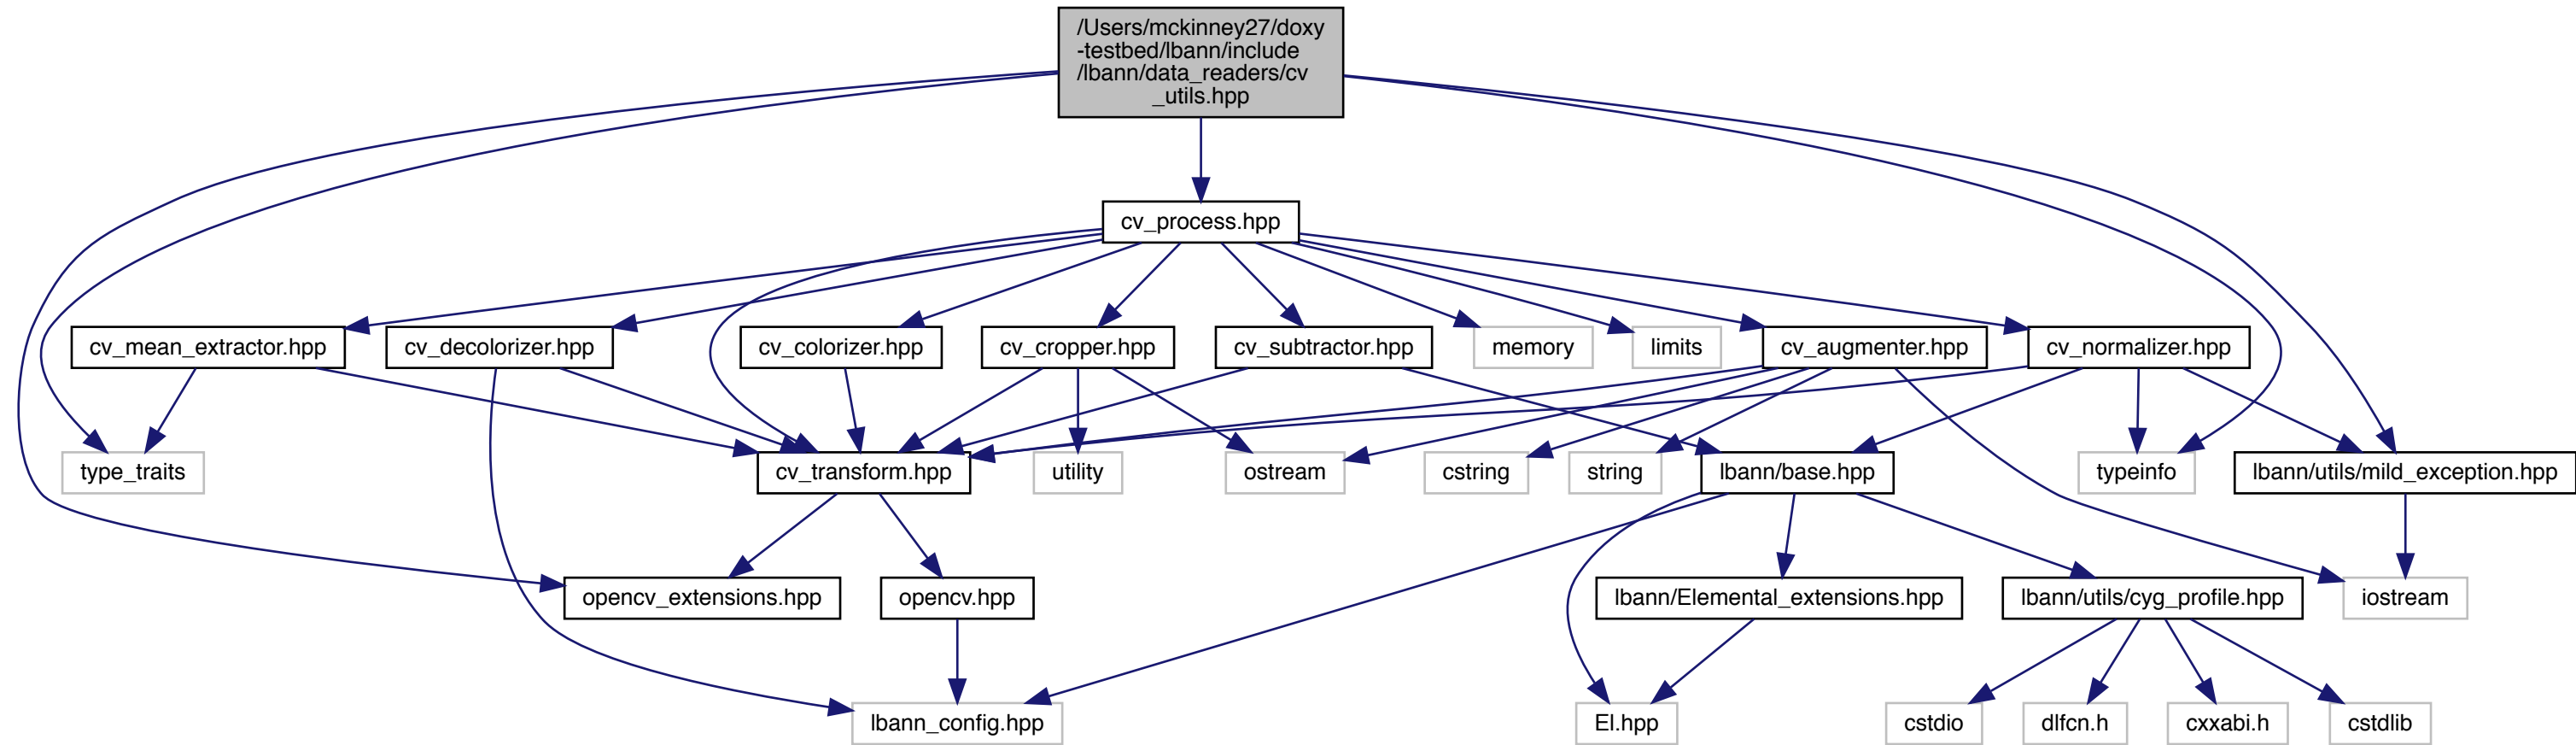 /Users/mckinney27/doxy
-testbed/lbann/include
/lbann/data_readers/cv
_utils.hpp
cv_process.hpp
cv_mean_extractor.hpp
cv_decolorizer.hpp
cv_colorizer.hpp
cv_cropper.hpp
cv_subtractor.hpp
memory
limits
cv_augmenter.hpp
cv_normalizer.hpp
type_traits
cv_transform.hpp
utility
ostream
cstring
string
lbann/base.hpp
typeinfo
lbann/utils/mild_exception.hpp
opencv_extensions.hpp
opencv.hpp
lbann/Elemental_extensions.hpp
lbann/utils/cyg_profile.hpp
iostream
lbann_config.hpp
El.hpp
cstdio
dlfcn.h
cxxabi.h
cstdlib